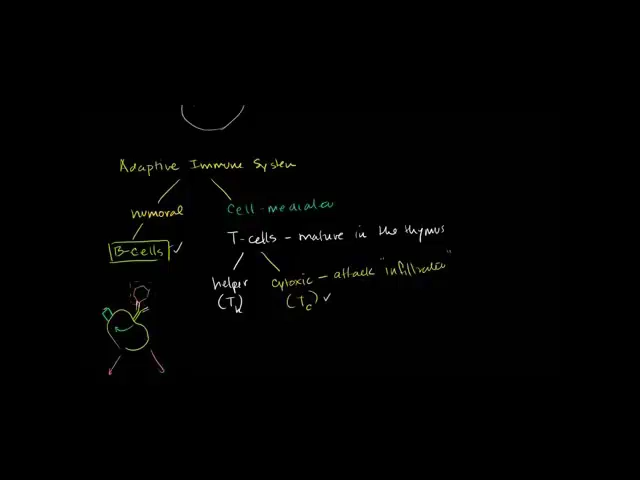 Adaptive Immune System
humoral
Cell-mediated
B-cells
T-cells - mature in the thymus
helper
cytoxic - attack "infiltrated"
(Th)
(Tc)